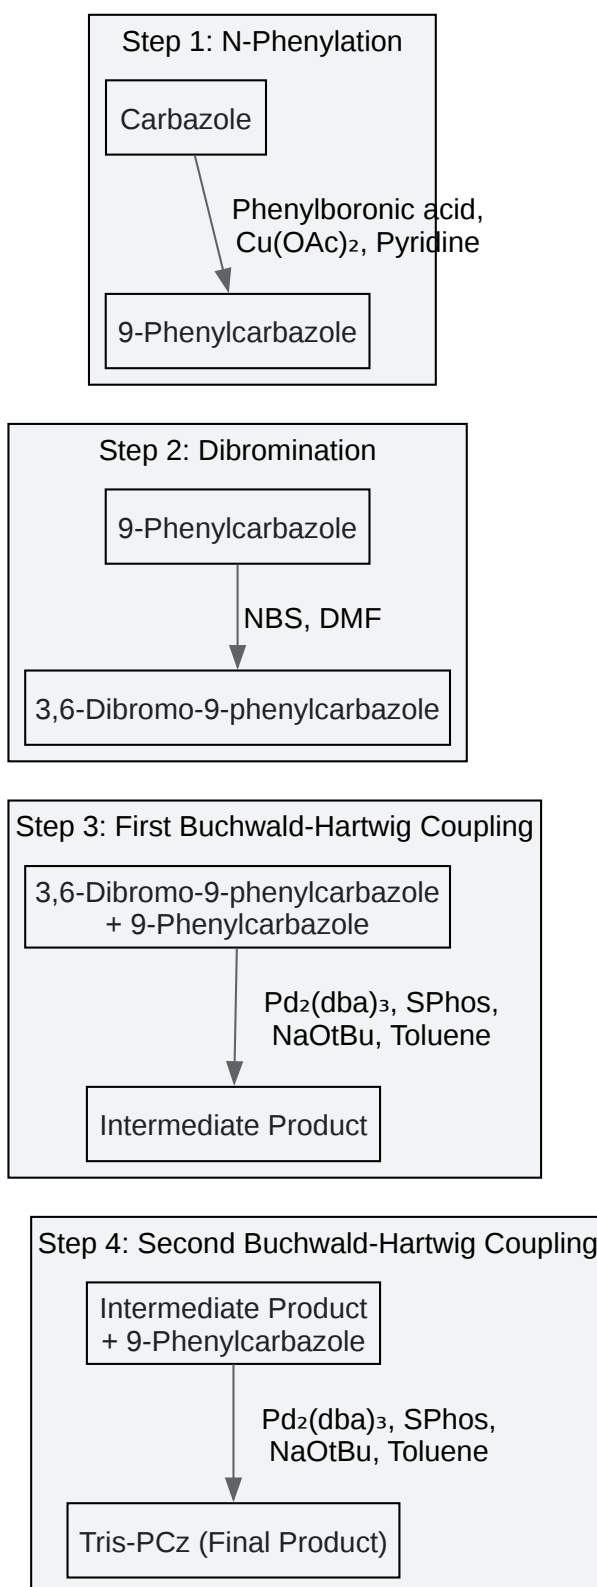 Step 1: N-Phenylation
Carbazole
Phenylboronic acid,
Cu(OAc)₂, Pyridine
9-Phenylcarbazole
Step 2: Dibromination
9-Phenylcarbazole
NBS, DMF
3,6-Dibromo-9-phenylcarbazole
Step 3: First Buchwald-Hartwig Coupling
3,6-Dibromo-9-phenylcarbazole
+ 9-Phenylcarbazole
Pd₂(dba)₃, SPhos,
NaOtBu, Toluene
Intermediate Product
Step 4: Second Buchwald-Hartwig Coupling
Intermediate Product
+ 9-Phenylcarbazole
Pd₂(dba)₃, SPhos,
NaOtBu, Toluene
Tris-PCz (Final Product)